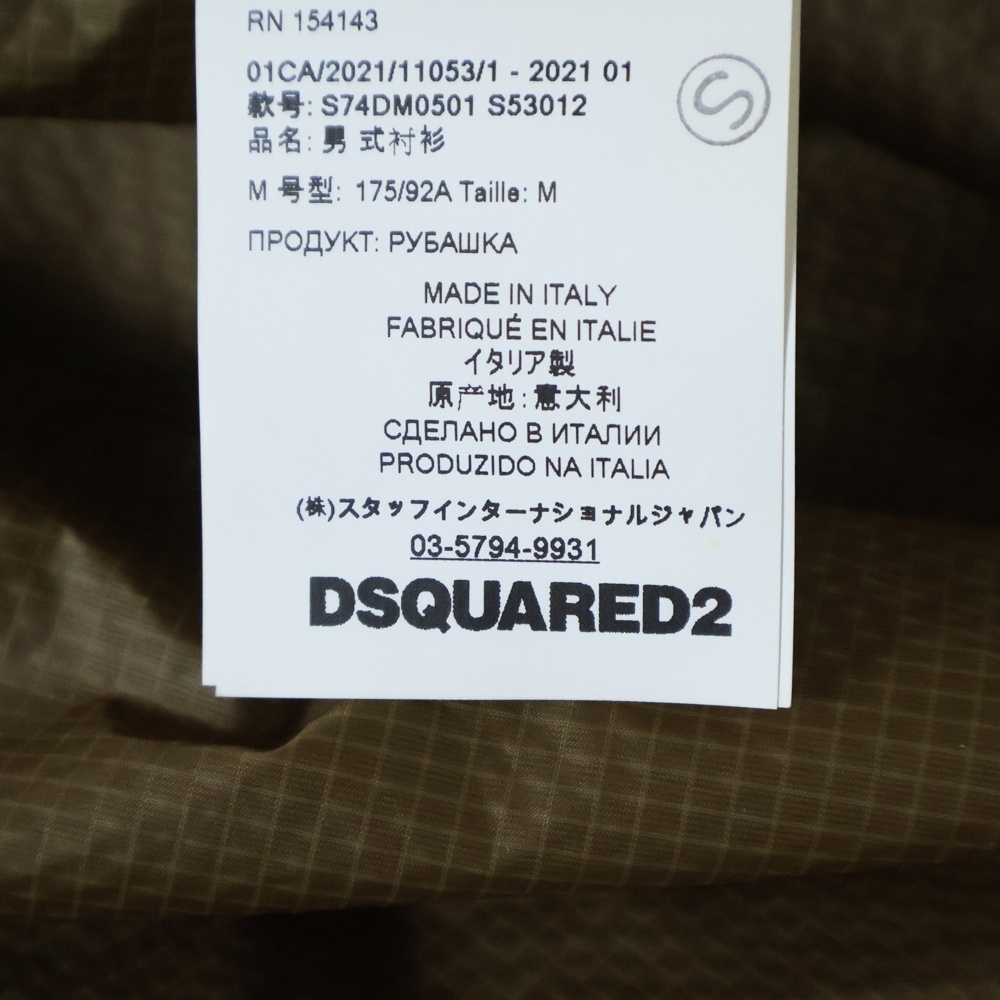 RN 154143
01CA/2021/11053/1 - 2021 01
款号: S74DM0501 S53012
品名: 男式衬衫
M 号型: 175/92A Taille: M
ПРОДУКТ: РУБАШКА
MADE IN ITALY
FABRIQUÉ EN ITALIE
イタリア製
原产地:意大利
СДЕЛАНО В ИТАЛИИ
PRODUZIDO NA ITALIA
(株)スタッフインターナショナルジャパン
03-5794-9931
DSQUARED2
S